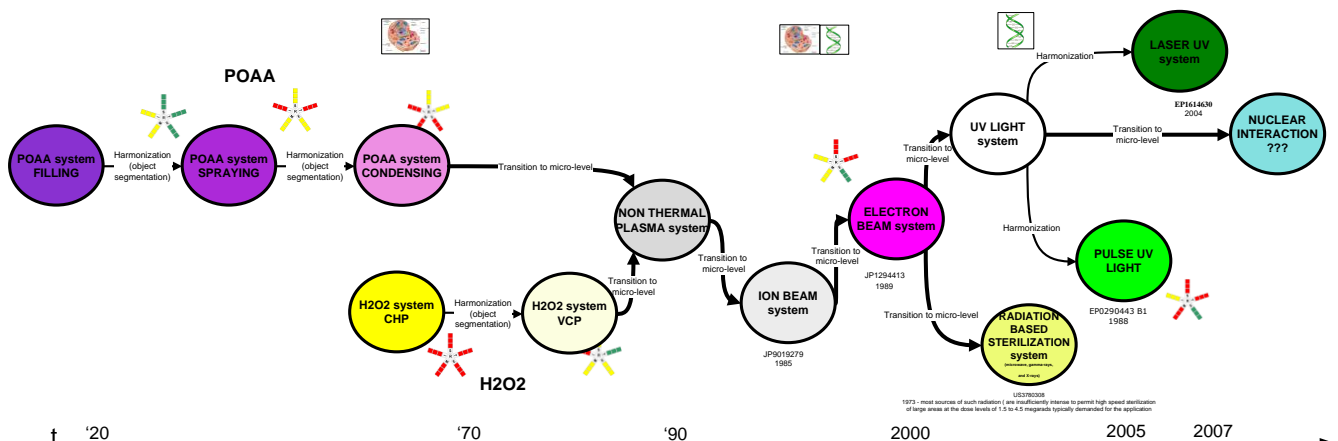 POAA
POAA system
FILLING
Harmonization
(object
segmentation)
POAA system
SPRAYING
Harmonization
(object
segmentation)
POAA system
CONDENSING
Transition to micro-level
NON THERMAL
PLASMA system
H2O2 system
CHP
Harmonization
(object
segmentation)
H2O2 system
VCP
Transition to
micro-level
H2O2
Transition to
micro-level
ION BEAM
system
JP9019279
1985
Transition to
micro-level
ELECTRON
BEAM system
JP1294413
1989
Transition to
micro-level
UV LIGHT
system
Transition to micro-level
RADIATION
BASED
STERILIZATION
system
(microwave, gamma-rays,
and X-rays)
US3780308
1973 - most sources of such radiation ( are insufficiently intense to permit high speed sterilization
of large areas at the dose levels of 1.5 to 4.5 megarads typically demanded for the application
Harmonization
LASER UV
system
EP1614630
2004
Transition to
micro-level
NUCLEAR
INTERACTION
???
Harmonization
PULSE UV
LIGHT
EP0290443 B1
1988
t
‘20
‘70
‘90
2000
2005
2007